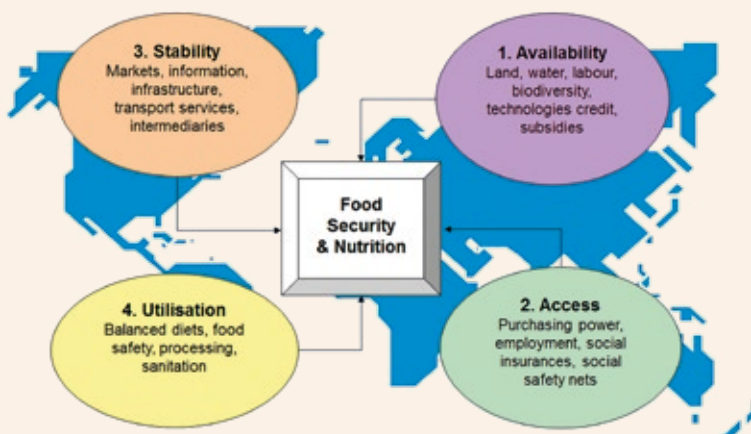 3. Stability
Markets, information,
infrastructure,
transport services,
intermediaries
1. Availability
Land, water, labour,
biodiversity,
technologies credit,
subsidies
Food
Security
& Nutrition
4. Utilisation
Balanced diets, food
safety, processing,
sanitation
2. Access
Purchasing power,
employment, social
insurances, social
safety nets